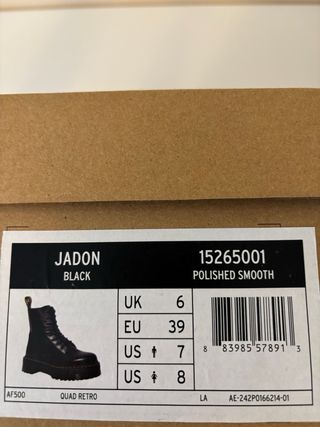 JADON
BLACK
15265001
POLISHED SMOOTH
UK 6
EU 39
US 7
US 8
8 83985 57891 3
AF500
QUAD RETRO
LA
AE-242P0166214-01